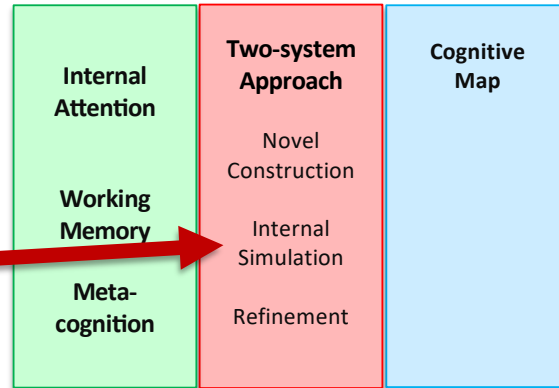 Internal
Attention
Working
Memory
Meta-
cognition
Two-system
Approach
Novel
Construction
Internal
Simulation
Refinement
Cognitive
Map